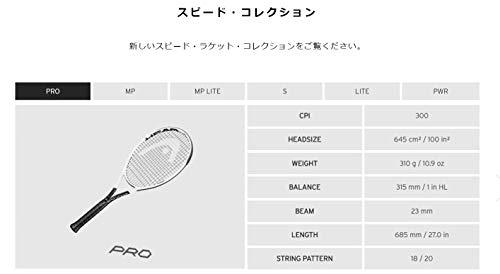 スピード・コレクション
新しいスピード・ラケット・コレクションをご覧ください。
PRO MP MP LITE S LITE PWR
CPI 300
HEADSIZE 645 cm² / 100 in²
WEIGHT 310 g / 10.9 oz
BALANCE 315 mm / 1 in HL
BEAM 23 mm
LENGTH 685 mm / 27.0 in
STRING PATTERN 18 / 20
PRO